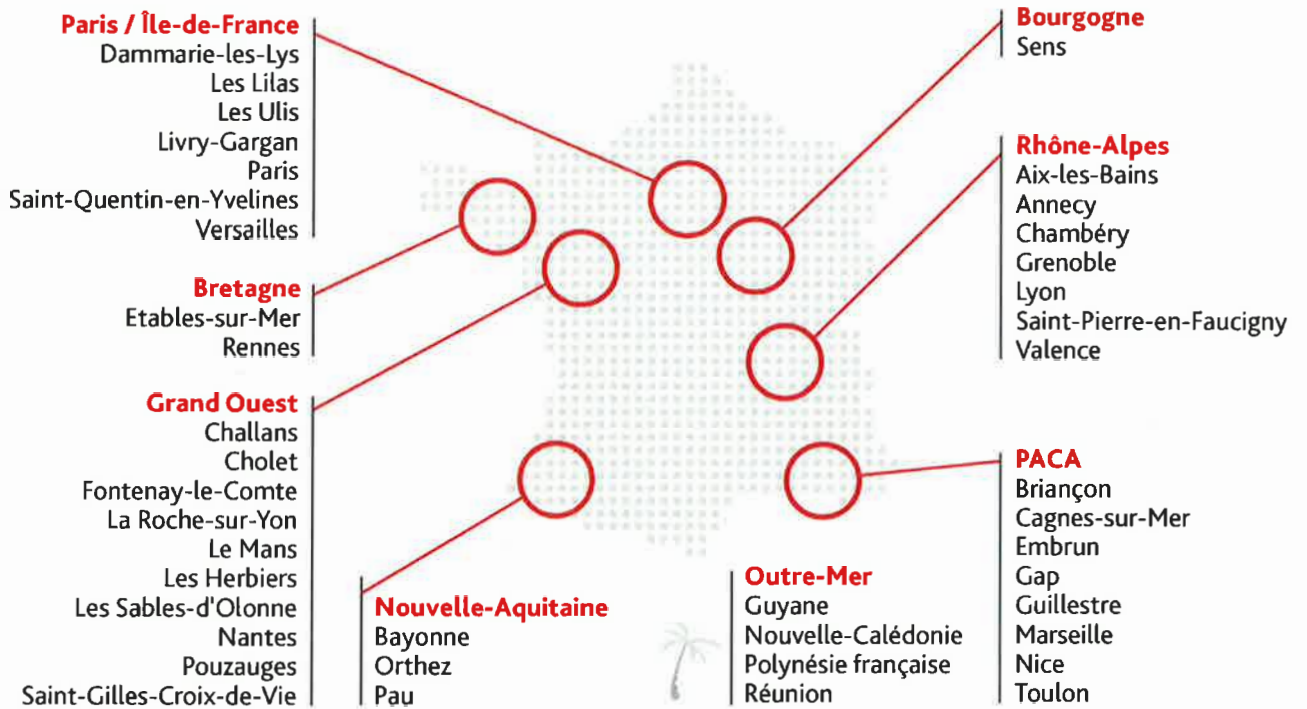 Paris / Île-de-France
Dammarie-les-Lys
Les Lilas
Les Ulis
Livry-Gargan
Paris
Saint-Quentin-en-Yvelines
Versailles
Bretagne
Etables-sur-Mer
Rennes
Grand Ouest
Challans
Cholet
Fontenay-le-Comte
La Roche-sur-Yon
Le Mans
Les Herbiers
Les Sables-d'Olonne
Nantes
Pouzauges
Saint-Gilles-Croix-de-Vie
Nouvelle-Aquitaine
Bayonne
Orthez
Pau
Outre-Mer
Guyane
Nouvelle-Calédonie
Polynésie française
Réunion
Bourgogne
Sens
Rhône-Alpes
Aix-les-Bains
Annecy
Chambéry
Grenoble
Lyon
Saint-Pierre-en-Faucigny
Valence
PACA
Briançon
Cagnes-sur-Mer
Embrun
Gap
Guillestre
Marseille
Nice
Toulon